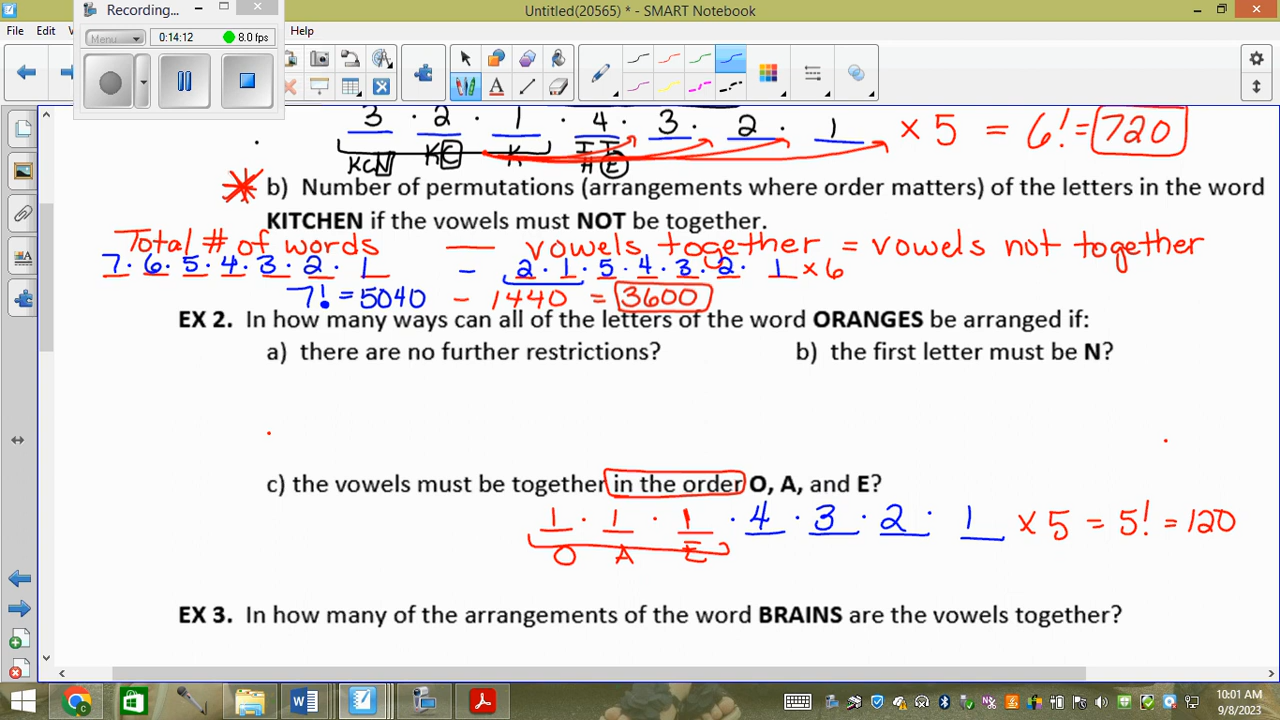 Recording...
Untitled(20565) * - SMART Notebook
Menu
0:14:12
8.0 fps
File
Help
3 · 2 · 1 · 4 · 3 · 2 · 1 × 5 = 6! = 720
KCN KE K I I
H E
b) Number of permutations (arrangements where order matters) of the letters in the word
KITCHEN if the vowels must NOT be together.
Total # of words — vowels together = vowels not together
7 · 6 · 5 · 4 · 3 · 2 · 1 - 2 · 1 · 5 · 4 · 3 · 2 · 1 × 6
7! = 5040 - 1440 = 3600
EX 2. In how many ways can all of the letters of the word ORANGES be arranged if:
a) there are no further restrictions?
b) the first letter must be N?
c) the vowels must be together in the order O, A, and E?
1 · 1 · 1 · 4 · 3 · 2 · 1 × 5 = 5! = 120
O A E
EX 3. In how many of the arrangements of the word BRAINS are the vowels together?
10:01 AM
9/8/2023